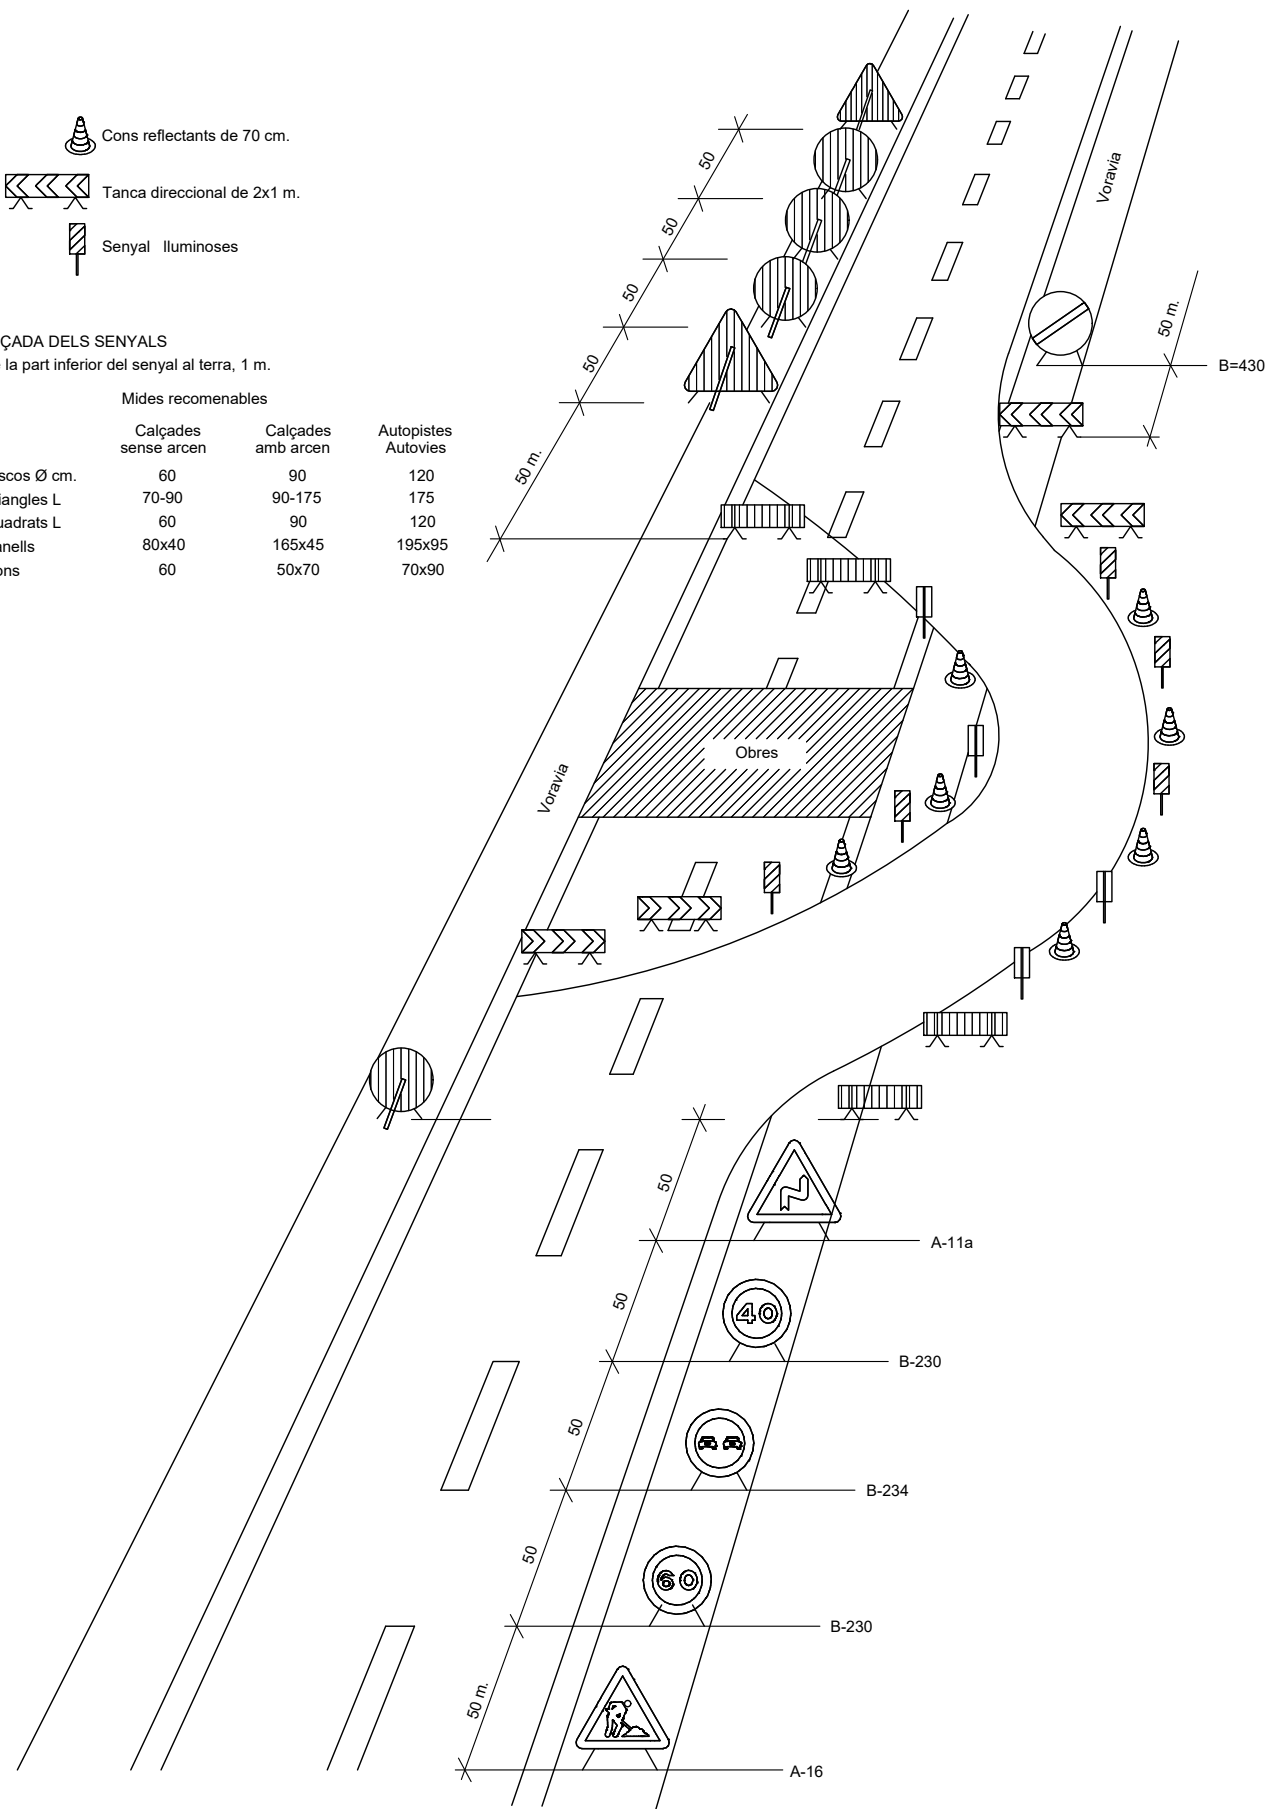 Cons reflectants de 70 cm.
Tanca direccional de 2x1 m.
Senyal lluminoses
ÇADA DELS SENYALS
la part inferior del senyal al terra, 1 m.
Mides recomenables
Calçades sense arcen
Calçades amb arcen
Autopistes Autovies
scos Ø cm. 60 90 120
iangles L 70-90 90-175 175
uadrats L 60 90 120
anells 80x40 165x45 195x95
ons 60 50x70 70x90
50
50
50
50
50 m.
Voravia
50 m.
B=430
Obres
Voravia
50
A-11a
40
50
B-230
50
B-234
50
60
B-230
50 m.
A-16